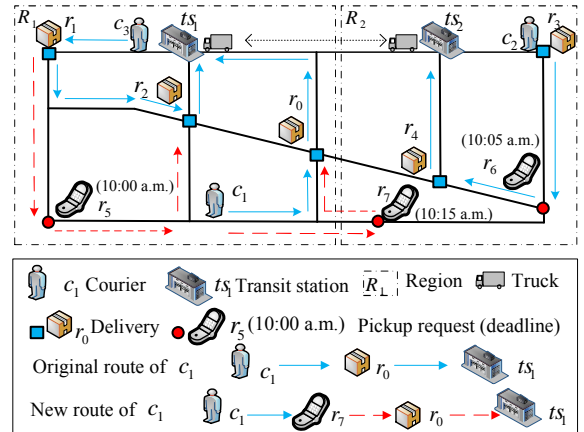 R₁ r₁ c₃ ts₁ R₂ ts₂ c₂ r₃
r₂ r₀ r₄ (10:05 a.m.) r₆
(10:00 a.m.) r₅ c₁ r₇ (10:15 a.m.)
c₁ Courier ts₁ Transit station R₁ Region Truck
r₀ Delivery r₅ (10:00 a.m.) Pickup request (deadline)
Original route of c₁ c₁ r₀ ts₁
New route of c₁ c₁ r₇ r₀ ts₁